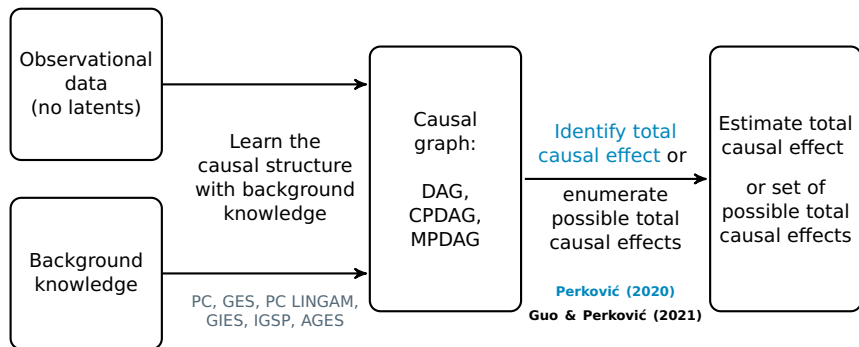 Observational
data
(no latents)
Background
knowledge
Learn the
causal structure
with background
knowledge
PC, GES, PC LINGAM,
GIES, IGSP, AGES
Causal
graph:
DAG,
CPDAG,
MPDAG
Identify total
causal effect or
enumerate
possible total
causal effects
Perković (2020)
Guo & Perković (2021)
Estimate total
causal effect
or set of
possible total
causal effects